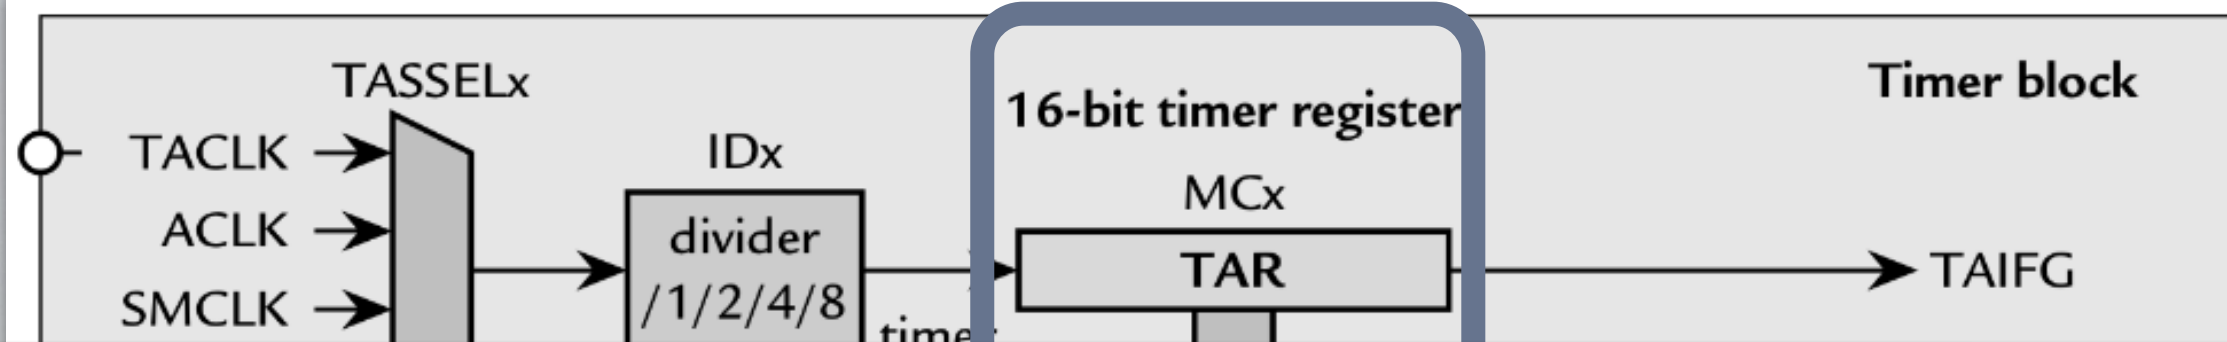 TASSELx
TACLK
ACLK
SMCLK
IDx
divider
/1/2/4/8
timer
16-bit timer register
MCx
TAR
Timer block
TAIFG